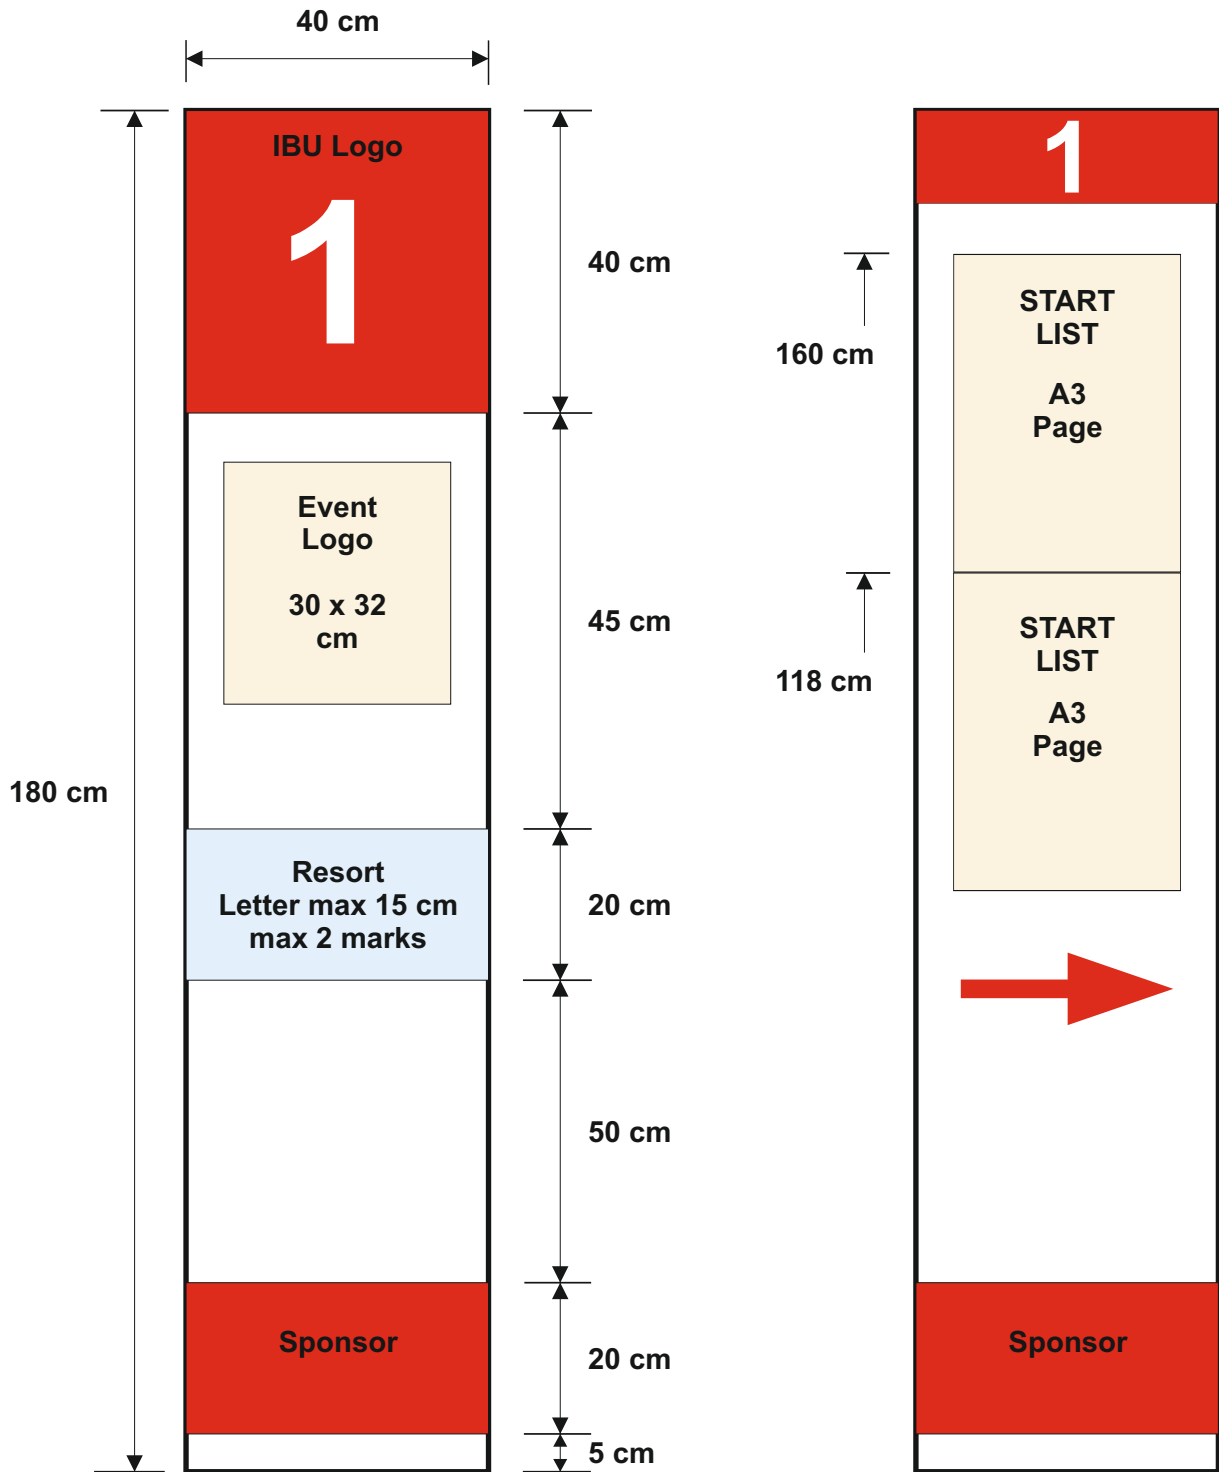 40 cm
IBU Logo
1
40 cm
Event
Logo
30 x 32
cm
45 cm
180 cm
Resort
Letter max 15 cm
max 2 marks
20 cm
50 cm
Sponsor
20 cm
5 cm
1
START
LIST
A3
Page
160 cm
START
LIST
A3
Page
118 cm
Sponsor